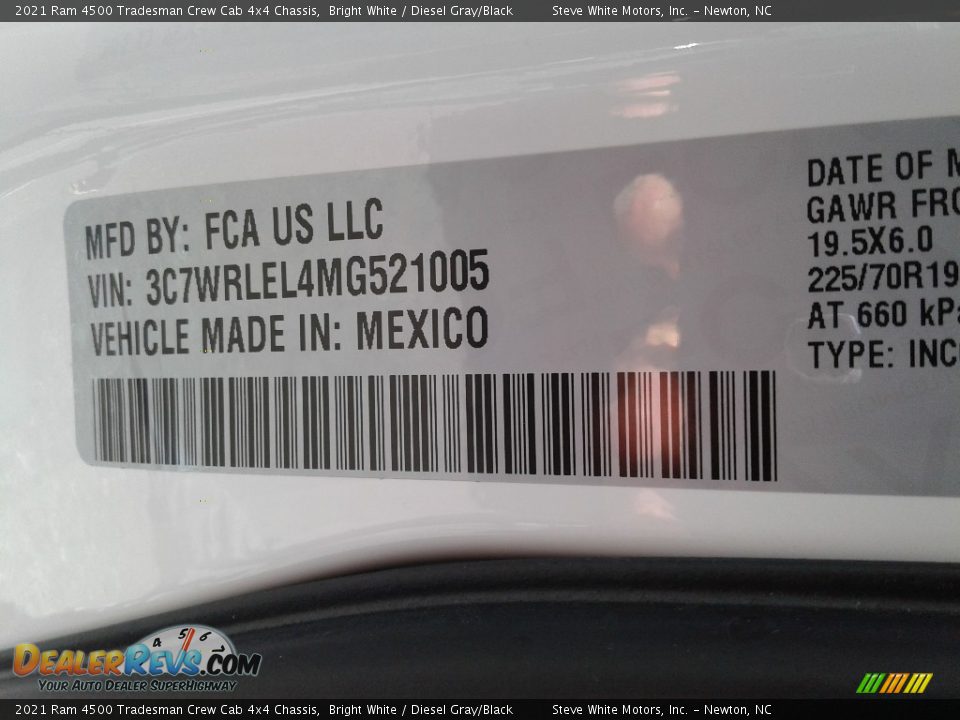 2021 Ram 4500 Tradesman Crew Cab 4x4 Chassis, Bright White / Diesel Gray/Black Steve White Motors, Inc. – Newton, NC
MFD BY: FCA US LLC
VIN: 3C7WRLEL4MG521005
VEHICLE MADE IN: MEXICO
DATE OF M
GAWR FRO
19.5X6.0
225/70R19
AT 660 kPa
TYPE: INC
4 5 6
DEALERREVS.COM
YOUR AUTO DEALER SUPERHIGHWAY
2021 Ram 4500 Tradesman Crew Cab 4x4 Chassis, Bright White / Diesel Gray/Black Steve White Motors, Inc. – Newton, NC